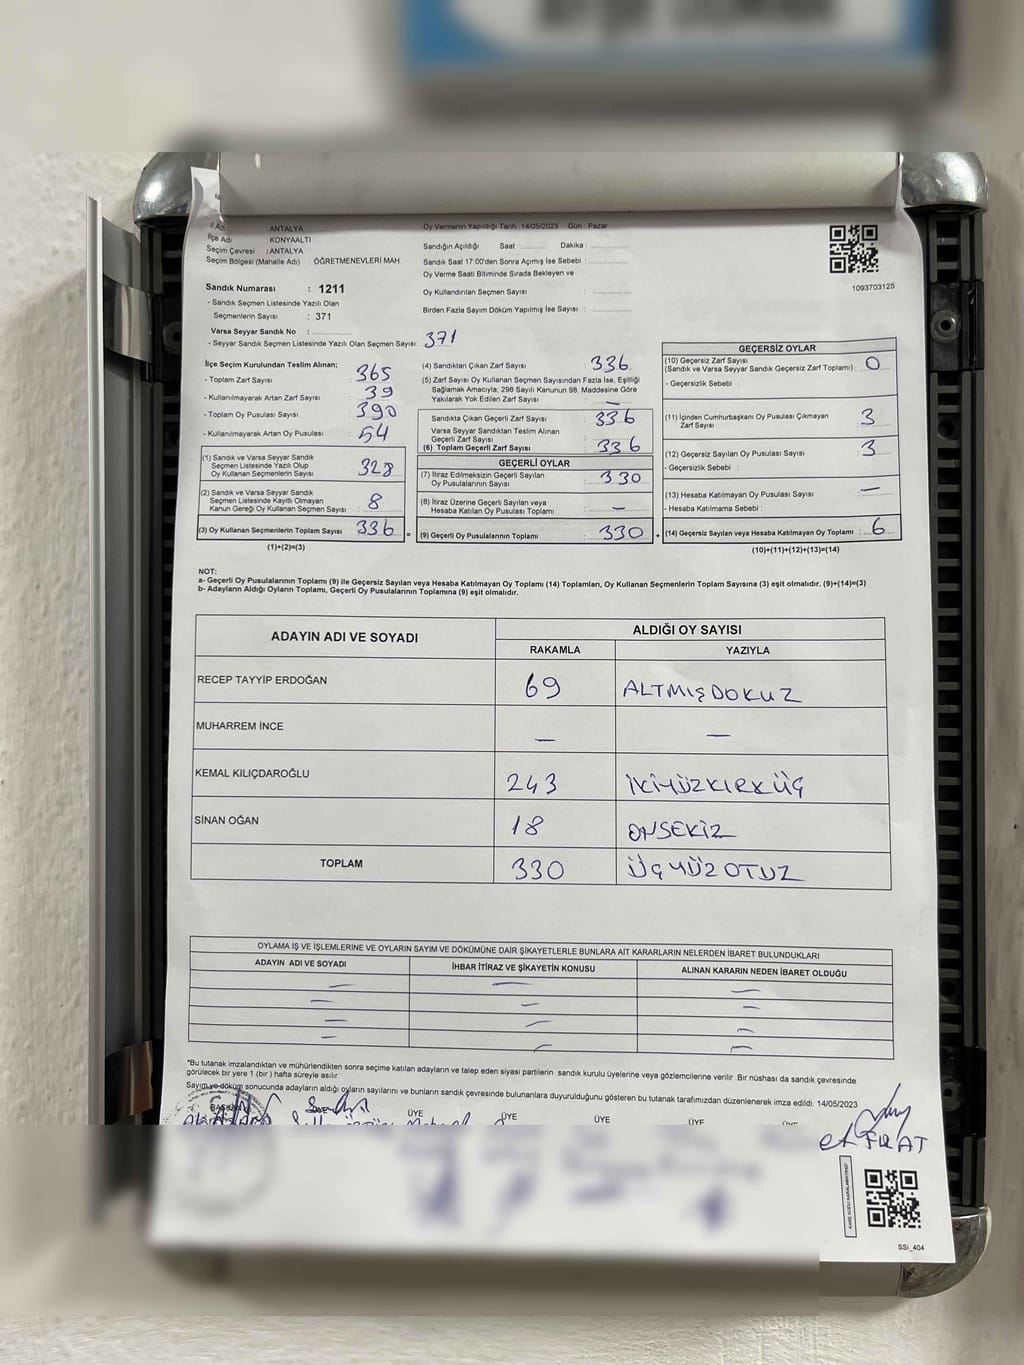 İl Adı : ANTALYA
İlçe Adı : KONYAALTI
Seçim Çevresi : ANTALYA
Seçim Bölgesi (Mahalle Adı) : ÖĞRETMENEVLERİ MAH.
Sandık Numarası : 1211
- Sandık Seçmen Listesinde Yazılı Olan
Seçmenlerin Sayısı : 371
Varsa Seyyar Sandık No :
- Seyyar Sandık Seçmen Listesinde Yazılı Olan Seçmen Sayısı: 371
Oy Vermenin Yapıldığı Tarih : 14/05/2023 Gün : Pazar
Sandığın Açıldığı Saat : Dakika :
Sandık Saat 17:00'den Sonra Açımış İse Sebebi :
Oy Verme Saati Bitiminde Sırada Bekleyen ve
Oy Kullandırılan Seçmen Sayısı :
Birden Fazla Sayım Döküm Yapılmış İse Sayısı :
1093703125
İlçe Seçim Kurulundan Teslim Alınan;
- Toplam Zarf Sayısı : 365
- Kullanılmayarak Artan Zarf Sayısı : 39
- Toplam Oy Pusulası Sayısı : 390
- Kullanılmayarak Artan Oy Pusulası : 54
(1) Sandık ve Varsa Seyyar Sandık
Seçmen Listesinde Yazılı Olup
Oy Kullanan Seçmenlerin Sayısı : 328
(2) Sandık ve Varsa Seyyar Sandık
Seçmen Listesinde Kayıtlı Olmayan
Kanun Gereği Oy Kullanan Seçmen Sayısı : 8
(3) Oy Kullanan Seçmenlerin Toplam Sayısı : 336 =
(1)+(2)=(3)
(4) Sandıktan Çıkan Zarf Sayısı : 336
(5) Zarf Sayısı Oy Kullanan Seçmen Sayısından Fazla İse, Eşitliği
Sağlamak Amacıyla; 298 Sayılı Kanunun 98. Maddesine Göre
Yakılarak Yok Edilen Zarf Sayısı : —
Sandıkta Çıkan Geçerli Zarf Sayısı : 336
Varsa Seyyar Sandıktan Teslim Alınan
Geçerli Zarf Sayısı :
(6) Toplam Geçerli Zarf Sayısı : 336
GEÇERLİ OYLAR
(7) İtiraz Edilmeksizin Geçerli Sayılan
Oy Pusulalarının Sayısı : 330
(8) İtiraz Üzerine Geçerli Sayılan veya
Hesaba Katılan Oy Pusulası Toplamı : —
(9) Geçerli Oy Pusulalarının Toplamı : 330 +
GEÇERSİZ OYLAR
(10) Geçersiz Zarf Sayısı
(Sandık ve Varsa Seyyar Sandık Geçersiz Zarf Toplamı) : 0
- Geçersizlik Sebebi :
(11) İçinden Cumhurbaşkanı Oy Pusulası Çıkmayan
Zarf Sayısı : 3
(12) Geçersiz Sayılan Oy Pusulası Sayısı : 3
- Geçersizlik Sebebi :
(13) Hesaba Katılmayan Oy Pusulası Sayısı : —
- Hesaba Katılmama Sebebi :
(14) Geçersiz Sayılan veya Hesaba Katılmayan Oy Toplamı : 6
(10)+(11)+(12)+(13)=(14)
NOT:
a- Geçerli Oy Pusulalarının Toplamı (9) ile Geçersiz Sayılan veya Hesaba Katılmayan Oy Toplamı (14) Toplamları, Oy Kullanan Seçmenlerin Toplam Sayısına (3) eşit olmalıdır. (9)+(14)=(3)
b- Adayların Aldığı Oyların Toplamı, Geçerli Oy Pusulalarının Toplamına (9) eşit olmalıdır.
ADAYIN ADI VE SOYADI ALDIĞI OY SAYISI
RAKAMLA YAZIYLA
RECEP TAYYİP ERDOĞAN 69 ALTMIŞDOKUZ
MUHARREM İNCE — —
KEMAL KILIÇDAROĞLU 243 İKİYÜZKIRKÜÇ
SİNAN OĞAN 18 ONSEKİZ
TOPLAM 330 ÜÇYÜZOTUZ
OYLAMA İŞ VE İŞLEMLERİNE VE OYLARIN SAYIM VE DÖKÜMÜNE DAİR ŞİKAYETLERLE BUNLARA AİT KARARLARIN NELERDEN İBARET BULUNDUKLARI
ADAYIN ADI VE SOYADI İHBAR İTİRAZ VE ŞİKAYETİN KONUSU ALINAN KARARIN NEDEN İBARET OLDUĞU
— — —
— — —
— — —
— — —
*Bu tutanak imzalandıktan ve mühürlendikten sonra seçime katılan adayların ve talep eden siyasi partilerin sandık kurulu üyelerine veya gözlemcilerine verilir. Bir nüshası da sandık çevresinde
görülecek bir yere 1 (bir) hafta süreyle asılır.
Sayım ve döküm sonucunda adayların aldığı oyların sayılarını ve bunların sandık çevresinde bulunanlara duyurulduğunu gösteren bu tutanak tarafımızdan düzenlenerek imza edildi. 14/05/2023
BAŞKAN ÜYE ÜYE ÜYE ÜYE ÜYE ÜYE
FIRAT
SSİ_404